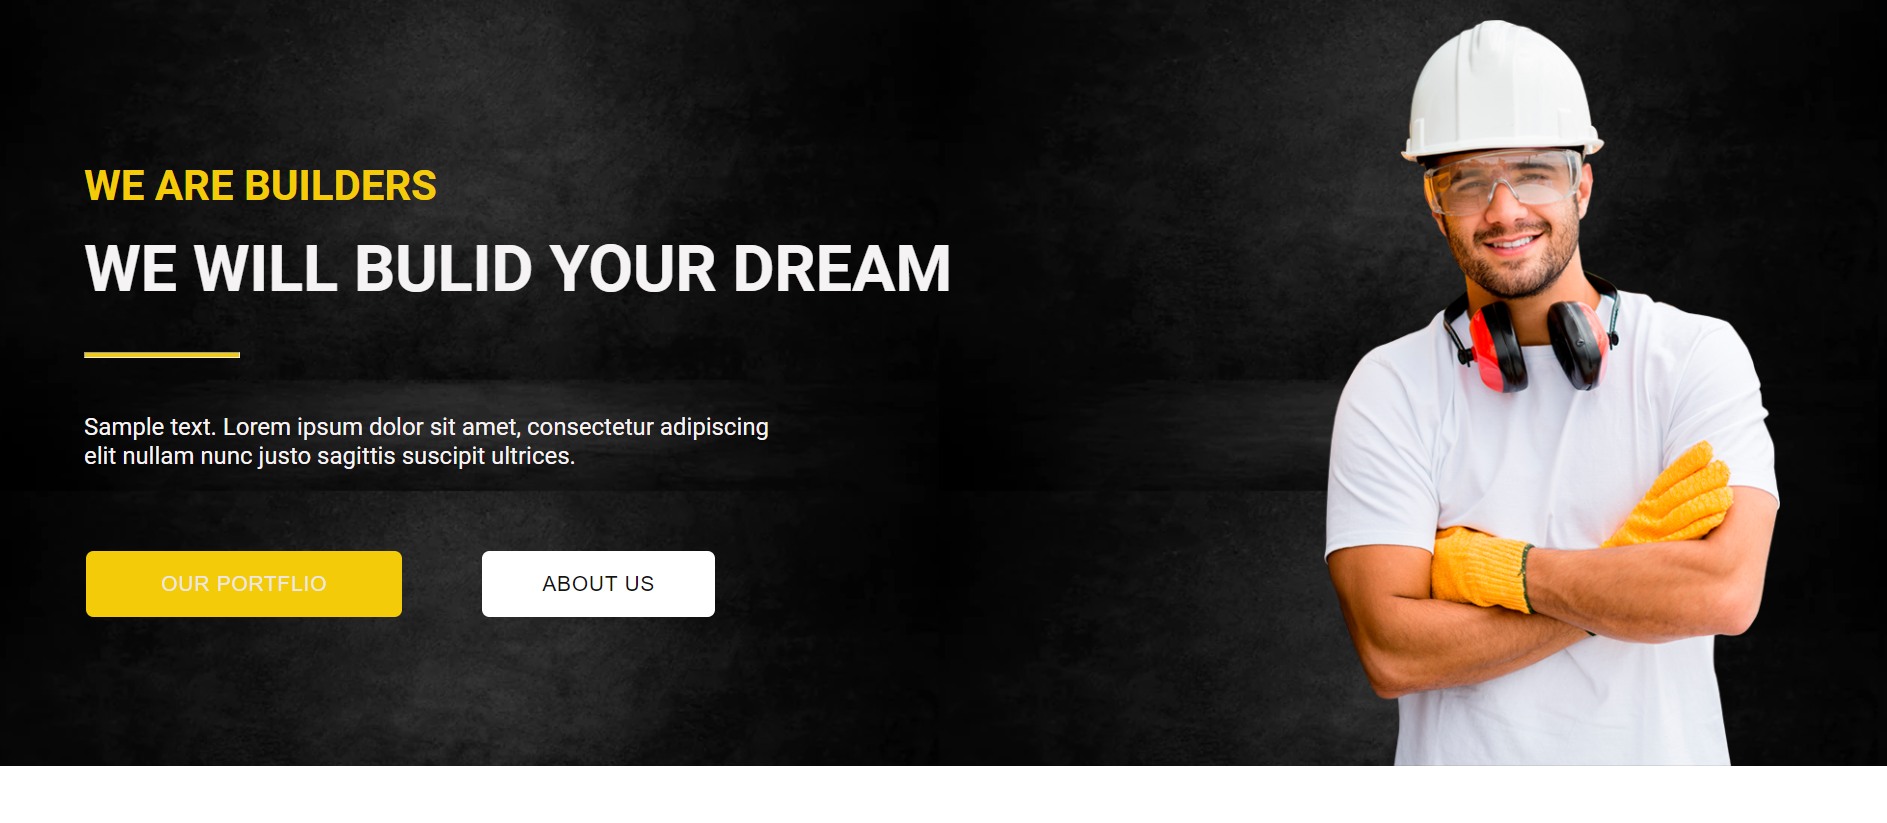 WE ARE BUILDERS
WE WILL BULID YOUR DREAM
Sample text. Lorem ipsum dolor sit amet, consectetur adipiscing
elit nullam nunc justo sagittis suscipit ultrices.
OUR PORTFLIO
ABOUT US